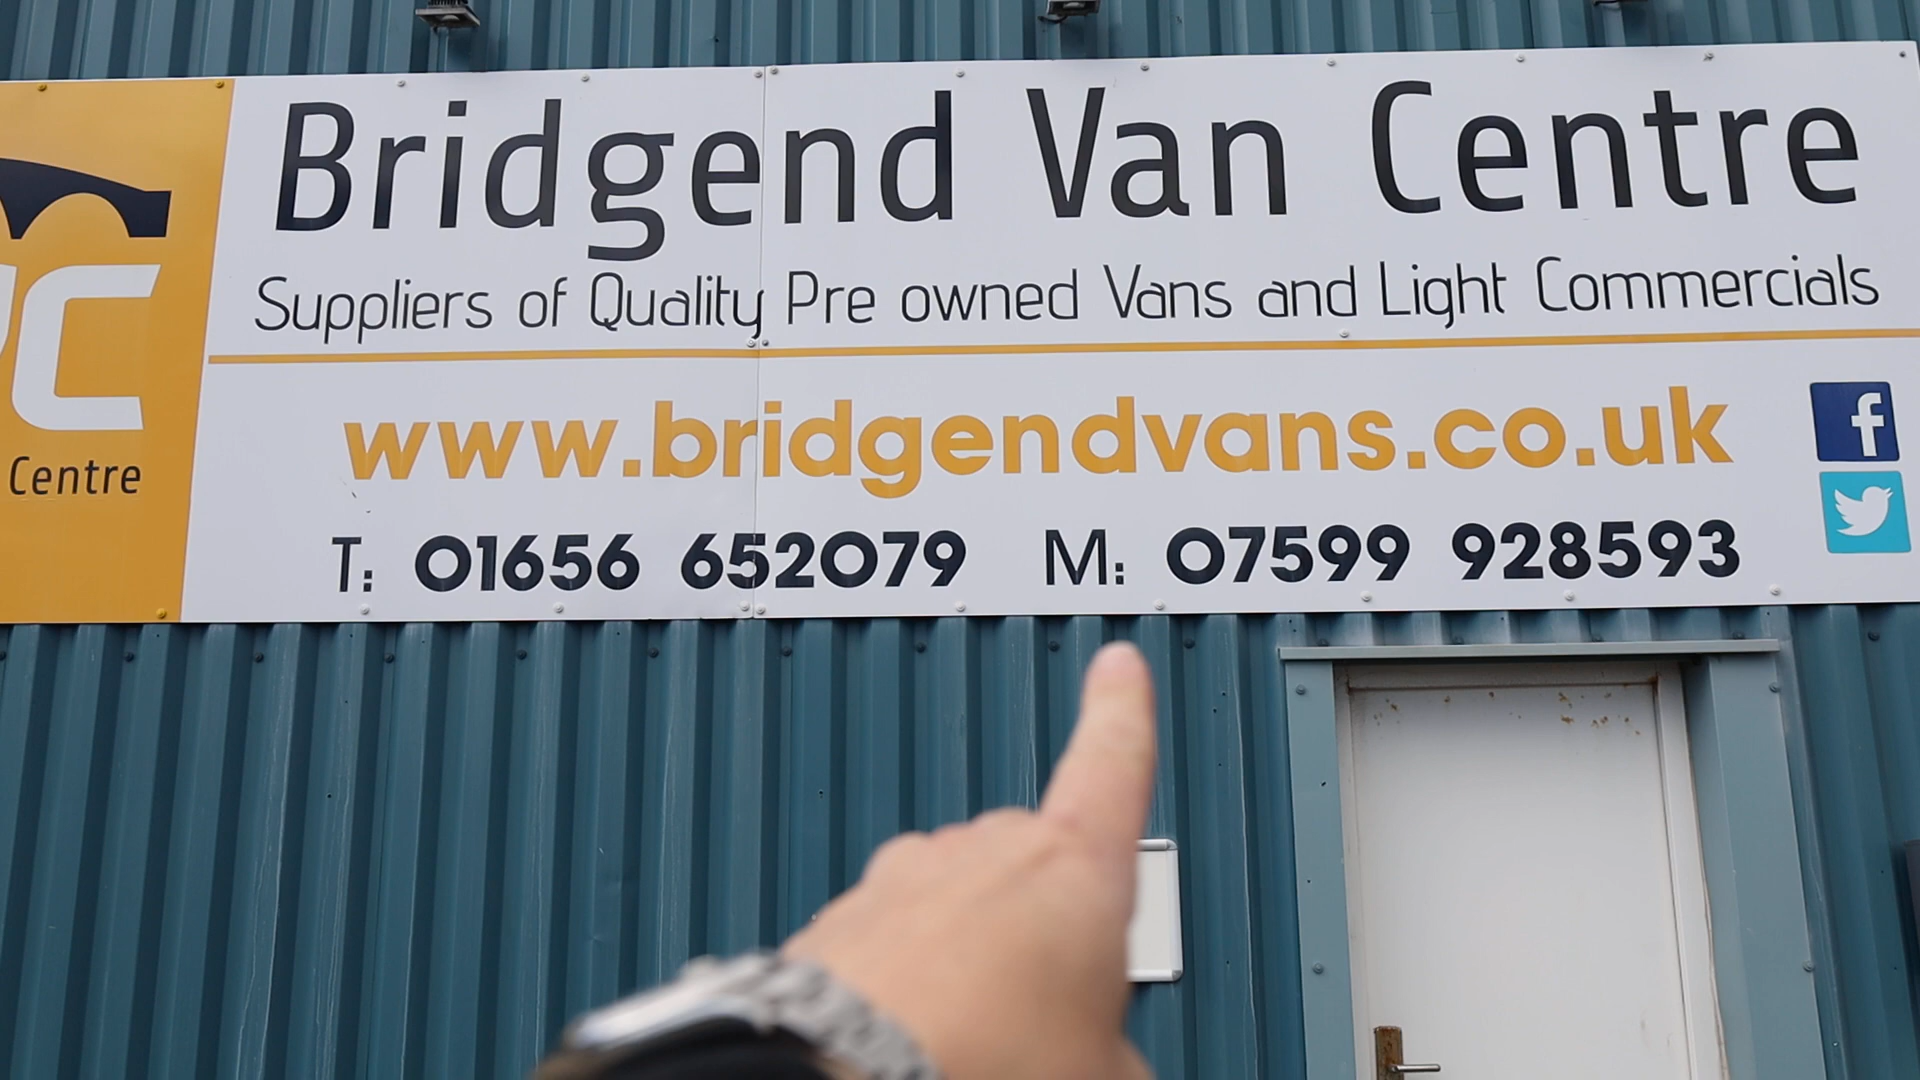 Bridgend Van Centre
Suppliers of Quality Pre owned Vans and Light Commercials
www.bridgendvans.co.uk
T: 01656 652079 M: 07599 928593
C
Centre
f